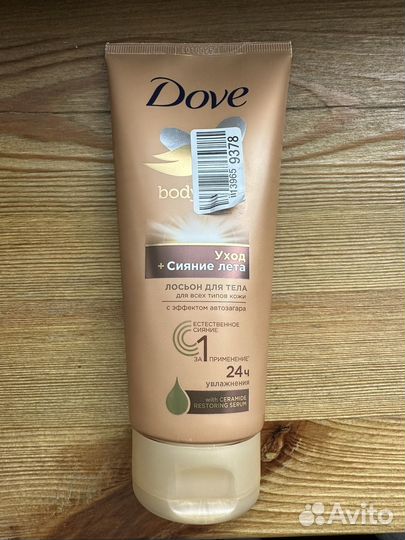 Dove
body
9378
Уход
+ Сияние лета
ЛОСЬОН ДЛЯ ТЕЛА
для всех типов кожи
с эффектом автозагара
ЕСТЕСТВЕННОЕ
СИЯНИЕ
ЗА 1 ПРИМЕНЕНИЕ*
24 ч
увлажнения
with CERAMIDE
RESTORING SERUM
Avito